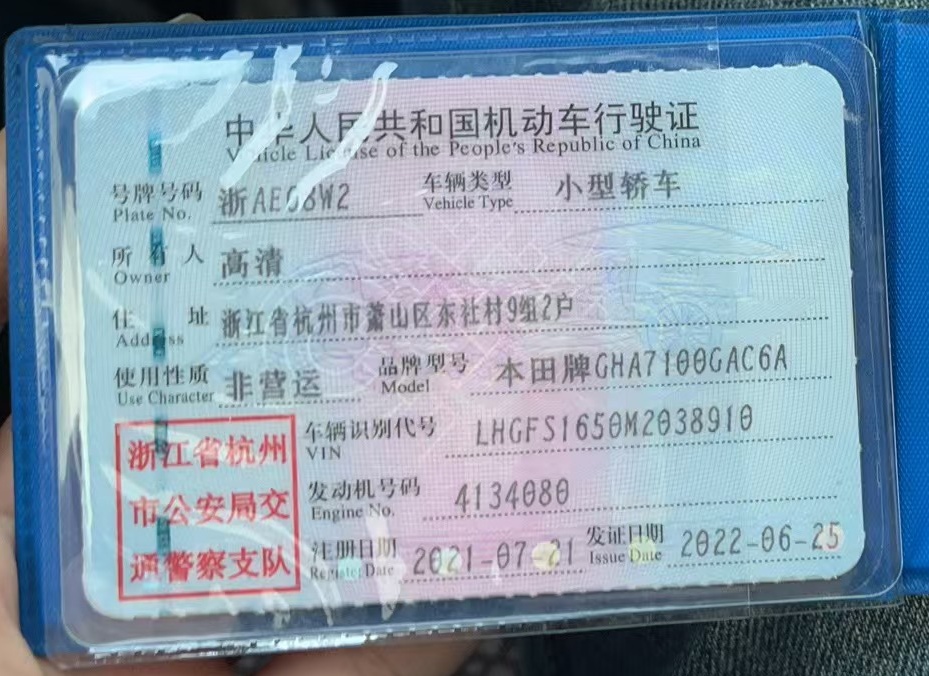 中华人民共和国机动车行驶证
Vehicle License of the People's Republic of China
号牌号码 浙AE08W2 车辆类型 小型轿车
Plate No. Vehicle Type
所有人 高清
Owner
住址 浙江省杭州市萧山区东社村9组2户
Address
使用性质 非营运 品牌型号 本田牌GHA7100GAC6A
Use Character Model
浙江省杭州
市公安局交
通警察支队
车辆识别代号 LHGFS1650M2038910
VIN
发动机号码 4134080
Engine No.
注册日期 2021-07-21 发证日期 2022-06-25
Register Date Issue Date